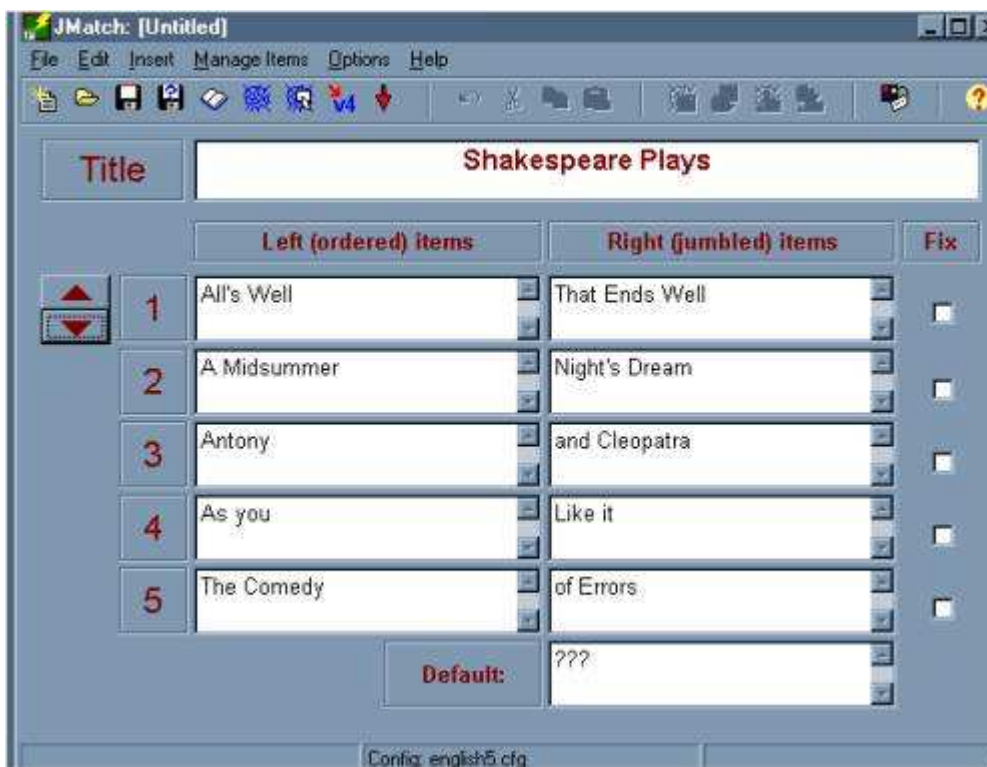 JMatch: [Untitled]
File Edit Insert Manage Items Options Help
V4 ?
Title
Shakespeare Plays
Left (ordered) items Right (jumbled) items Fix
1 All's Well That Ends Well
2 A Midsummer Night's Dream
3 Antony and Cleopatra
4 As you Like it
5 The Comedy of Errors
Default: ???
Config: english5.cfg